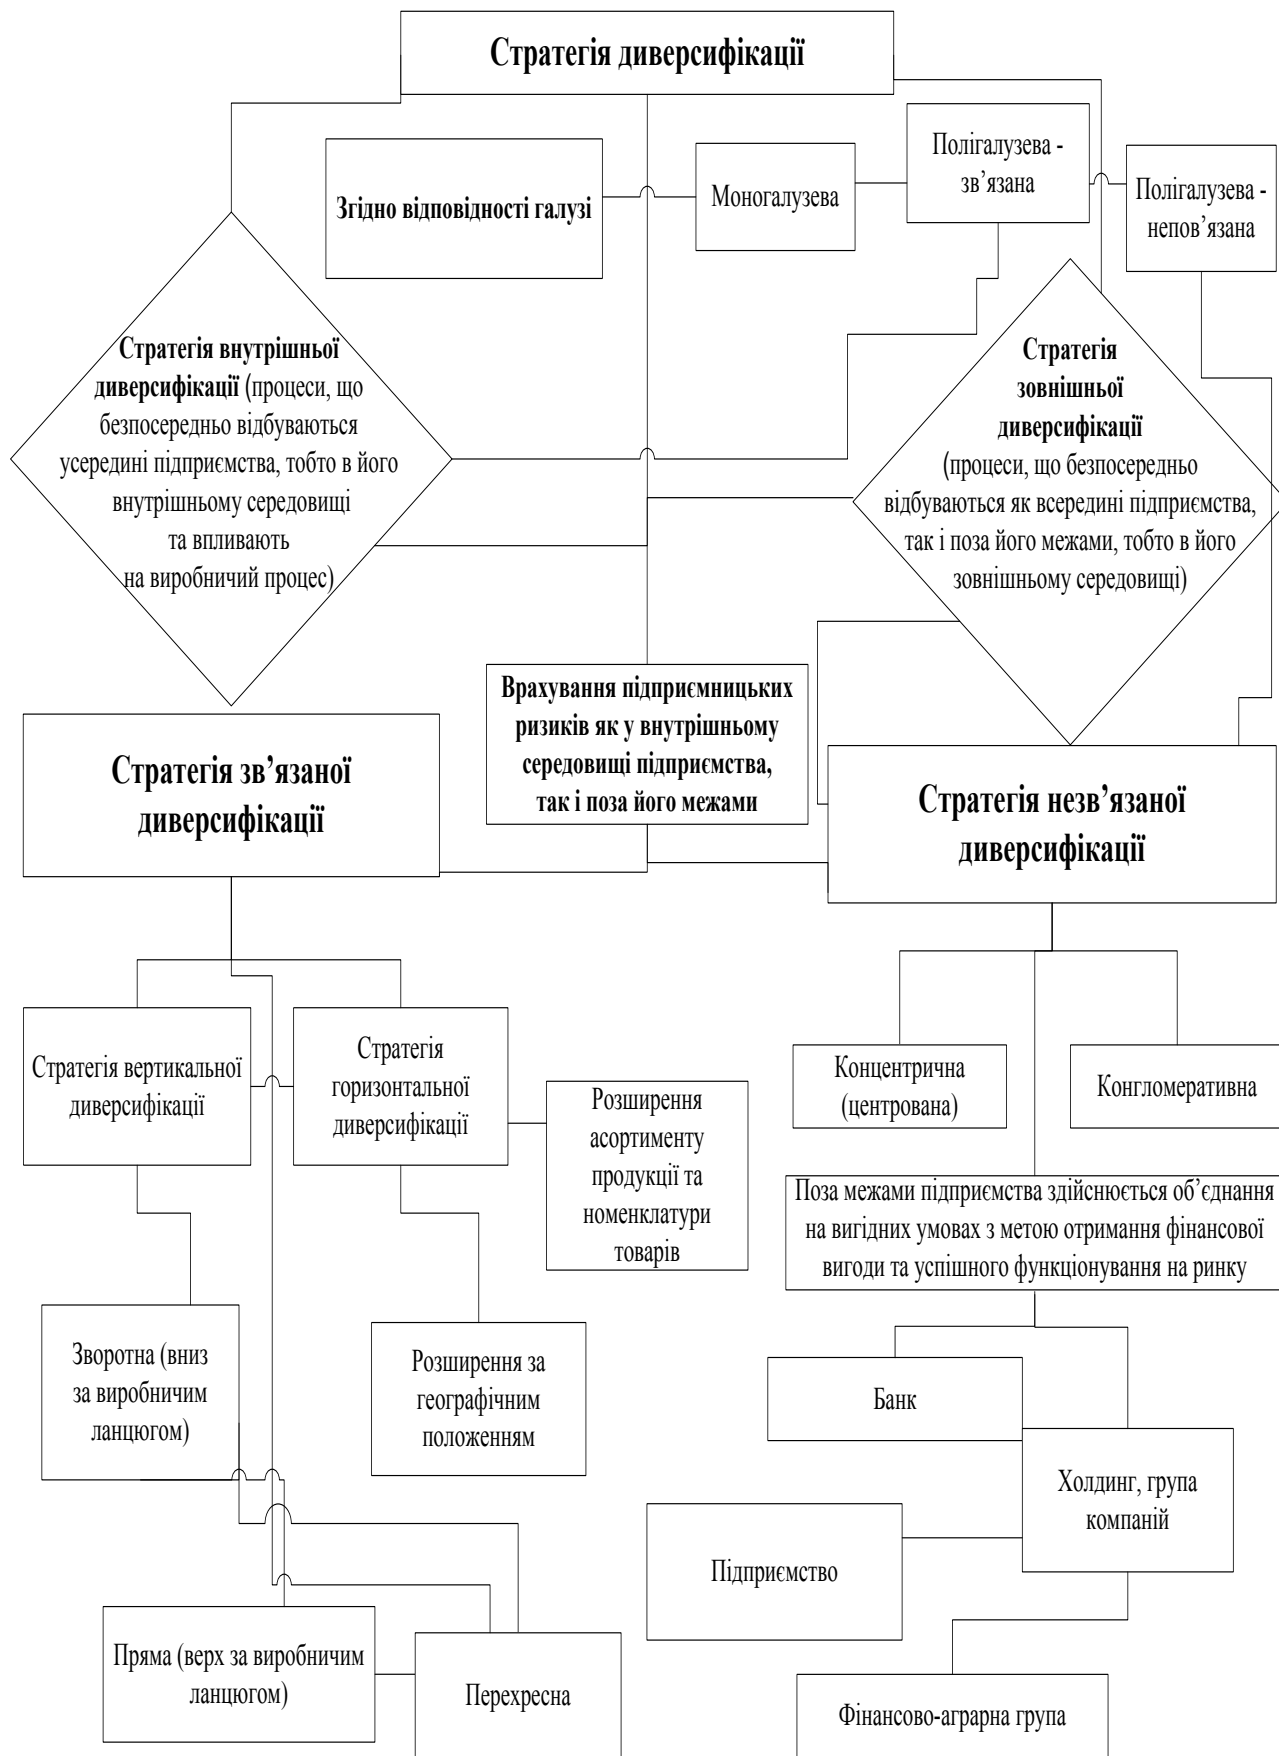 Стратегія диверсифікації
Згідно відповідності галузі
Моногалузева
Полігалузева -
зв’язана
Полігалузева -
непов’язана
Стратегія внутрішньої
диверсифікації (процеси, що
безпосередньо відбуваються
усередині підприємства, тобто в його
внутрішньому середовищі
та впливають
на виробничий процес)
Стратегія
зовнішньої
диверсифікації
(процеси, що безпосередньо
відбуваються як всередині підприємства,
так і поза його межами, тобто в його
зовнішньому середовищі)
Врахування підприємницьких
ризиків як у внутрішньому
середовищі підприємства,
так і поза його межами
Стратегія зв’язаної
диверсифікації
Стратегія незв’язаної
диверсифікації
Стратегія вертикальної
диверсифікації
Стратегія
горизонтальної
диверсифікації
Розширення
асортименту
продукції та
номенклатури
товарів
Концентрична
(центрована)
Конгломеративна
Поза межами підприємства здійснюється об’єднання
на вигідних умовах з метою отримання фінансової
вигоди та успішного функціонування на ринку
Зворотна (вниз
за виробничим
ланцюгом)
Розширення за
географічним
положенням
Банк
Холдинг, група
компаній
Підприємство
Пряма (верх за виробничим
ланцюгом)
Перехресна
Фінансово-аграрна група